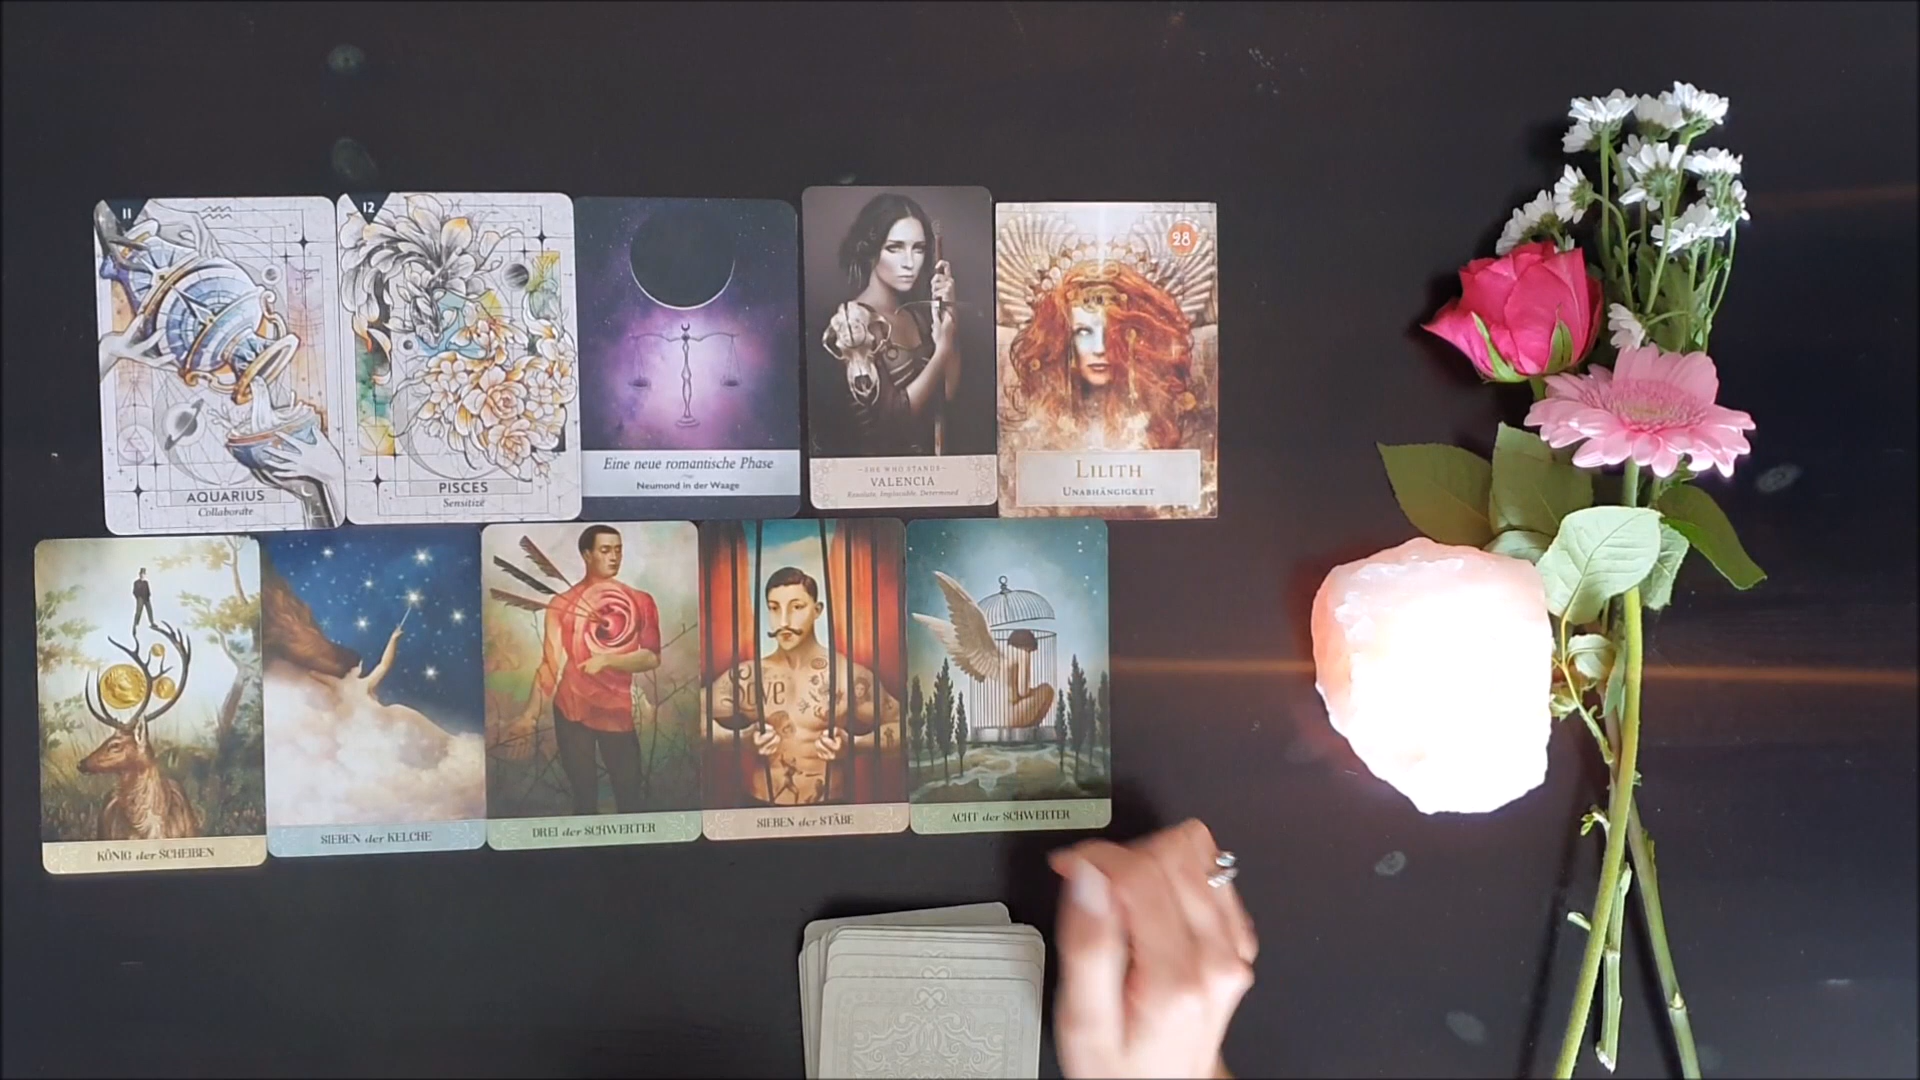 11
AQUARIUS
Collaborate
12
PISCES
Sensitize
Eine neue romantische Phase
Neumond in der Waage
-SHE WHO STANDS-
VALENCIA
Resolute, Implacable, Determined
28
LILITH
UNABHÄNGIGKEIT
KÖNIG der SCHEIBEN
SIEBEN der KELCHE
DREI der SCHWERTER
Love
SIEBEN der STÄBE
ACHT der SCHWERTER